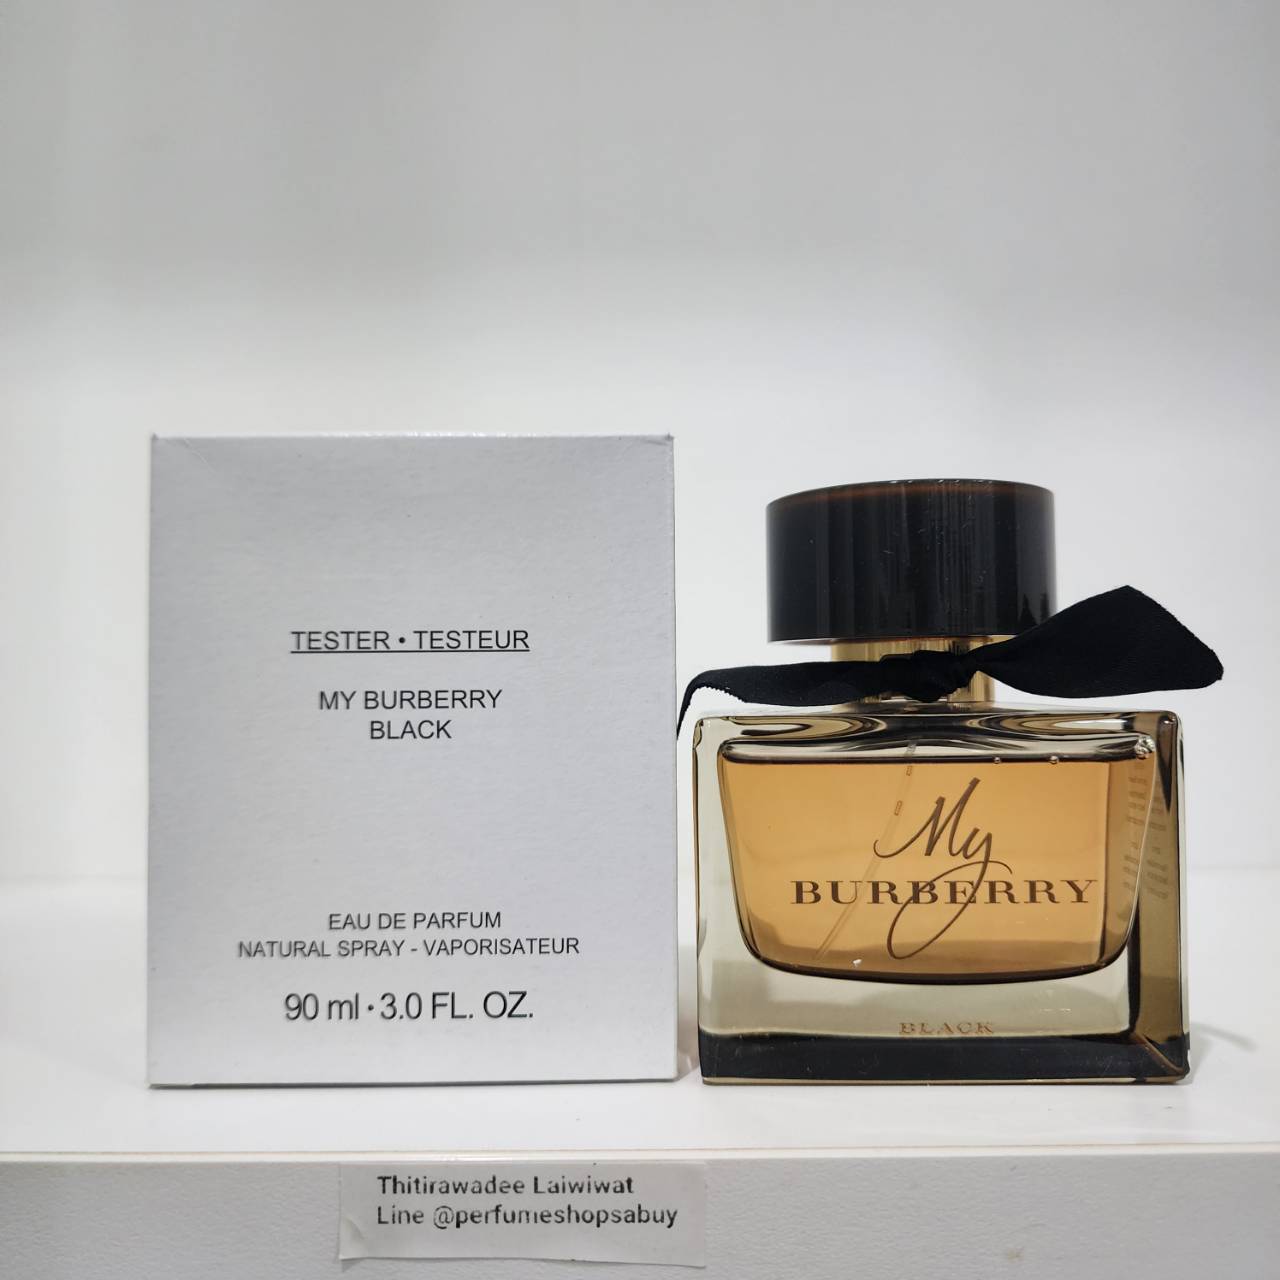 TESTER • TESTEUR
MY BURBERRY
BLACK
EAU DE PARFUM
NATURAL SPRAY - VAPORISATEUR
90 ml • 3.0 FL. OZ.
My
BURBERRY
BLACK
Thitirawadee Laiwiwat
Line @perfumeshopsabuy